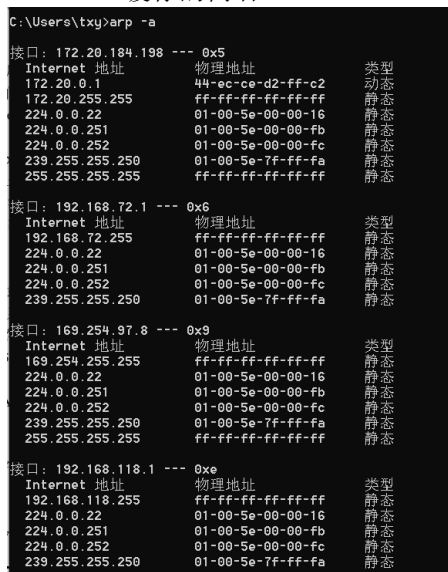 C:\Users\txy>arp -a
接口: 172.20.184.198 --- 0x5
Internet 地址 物理地址 类型
172.20.0.1 44-ec-ce-d2-ff-c2 动态
172.20.255.255 ff-ff-ff-ff-ff-ff 静态
224.0.0.22 01-00-5e-00-00-16 静态
224.0.0.251 01-00-5e-00-00-fb 静态
224.0.0.252 01-00-5e-00-00-fc 静态
239.255.255.250 01-00-5e-7f-ff-fa 静态
255.255.255.255 ff-ff-ff-ff-ff-ff 静态
接口: 192.168.72.1 --- 0x6
Internet 地址 物理地址 类型
192.168.72.255 ff-ff-ff-ff-ff-ff 静态
224.0.0.22 01-00-5e-00-00-16 静态
224.0.0.251 01-00-5e-00-00-fb 静态
224.0.0.252 01-00-5e-00-00-fc 静态
239.255.255.250 01-00-5e-7f-ff-fa 静态
接口: 169.254.97.8 --- 0x9
Internet 地址 物理地址 类型
169.254.255.255 ff-ff-ff-ff-ff-ff 静态
224.0.0.22 01-00-5e-00-00-16 静态
224.0.0.251 01-00-5e-00-00-fb 静态
224.0.0.252 01-00-5e-00-00-fc 静态
239.255.255.250 01-00-5e-7f-ff-fa 静态
255.255.255.255 ff-ff-ff-ff-ff-ff 静态
接口: 192.168.118.1 --- 0xe
Internet 地址 物理地址 类型
192.168.118.255 ff-ff-ff-ff-ff-ff 静态
224.0.0.22 01-00-5e-00-00-16 静态
224.0.0.251 01-00-5e-00-00-fb 静态
224.0.0.252 01-00-5e-00-00-fc 静态
239.255.255.250 01-00-5e-7f-ff-fa 静态